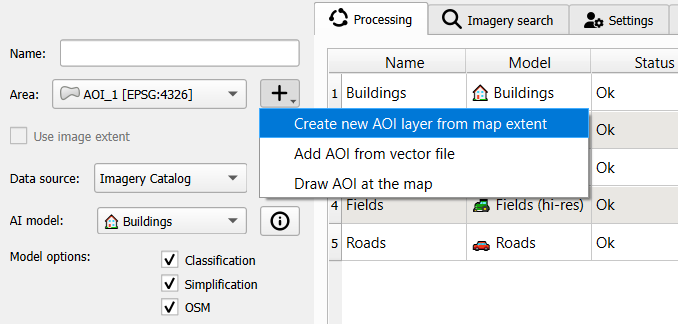 Processing
Imagery search
Settings
Name:
Area:
AOI_1 [EPSG:4326]
Use image extent
Data source:
Imagery Catalog
AI model:
Buildings
Model options:
Classification
Simplification
OSM
Create new AOI layer from map extent
Add AOI from vector file
Draw AOI at the map
Name Model Status
1 Buildings Buildings Ok
Ok
Ok
4 Fields Fields (hi-res) Ok
5 Roads Roads Ok